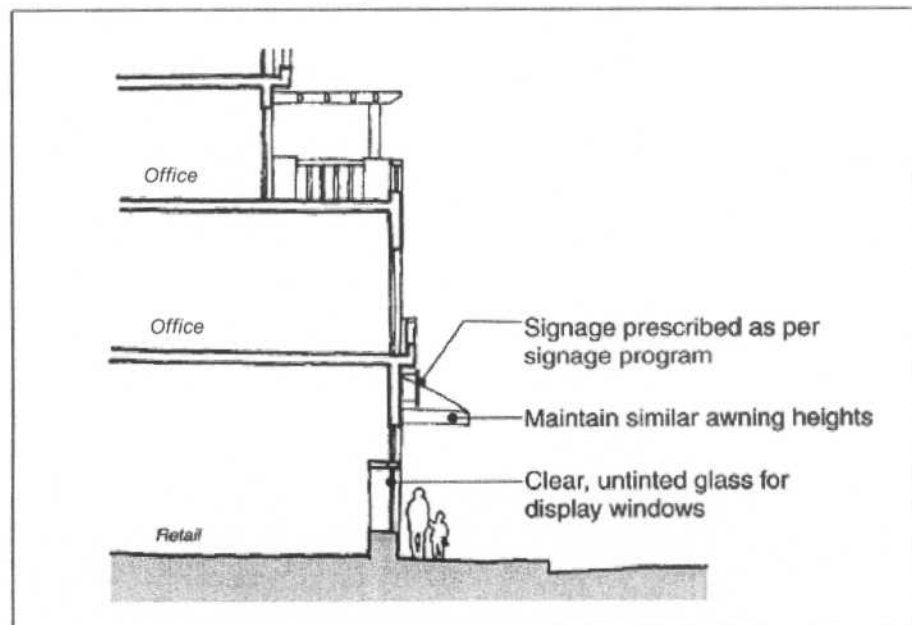 Office
Office
Signage prescribed as per
signage program
Maintain similar awning heights
Clear, untinted glass for
display windows
Retail